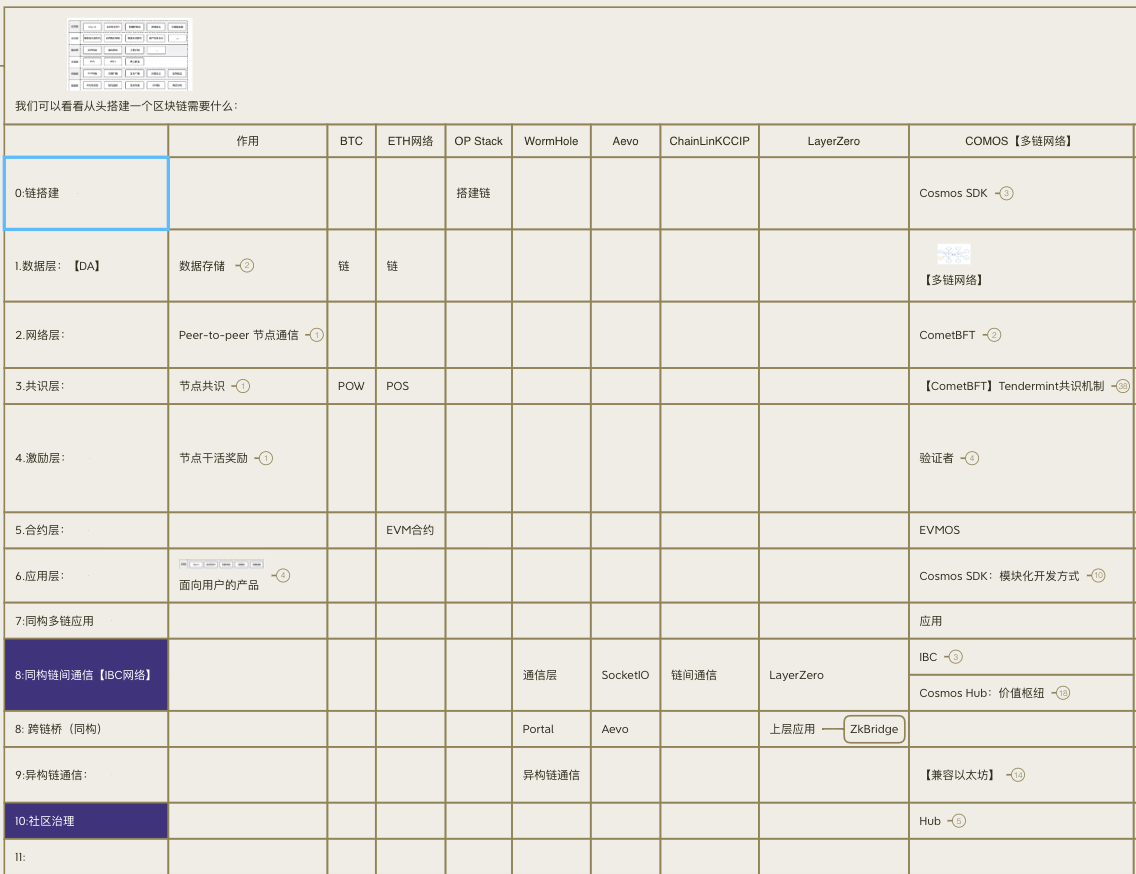 我们可以看看从头搭建一个区块链需要什么：
作用 BTC ETH网络 OP Stack WormHole Aevo ChainLinKCCIP LayerZero COMOS【多链网络】
0:链搭建 搭建链 Cosmos SDK 3
1.数据层：【DA】 数据存储 2 链 链 【多链网络】
2.网络层： Peer-to-peer 节点通信 1 CometBFT 2
3.共识层： 节点共识 1 POW POS 【CometBFT】Tendermint共识机制 38
4.激励层： 节点干活奖励 1 验证者 4
5.合约层： EVM合约 EVMOS
6.应用层： 面向用户的产品 4 Cosmos SDK：模块化开发方式 10
7:同构多链应用 应用
8:同构链间通信【IBC网络】 通信层 SocketIO 链间通信 LayerZero IBC 3
Cosmos Hub：价值枢纽 18
8: 跨链桥（同构） Portal Aevo 上层应用 ZkBridge
9:异构链通信： 异构链通信 【兼容以太坊】 14
10:社区治理 Hub 5
11: